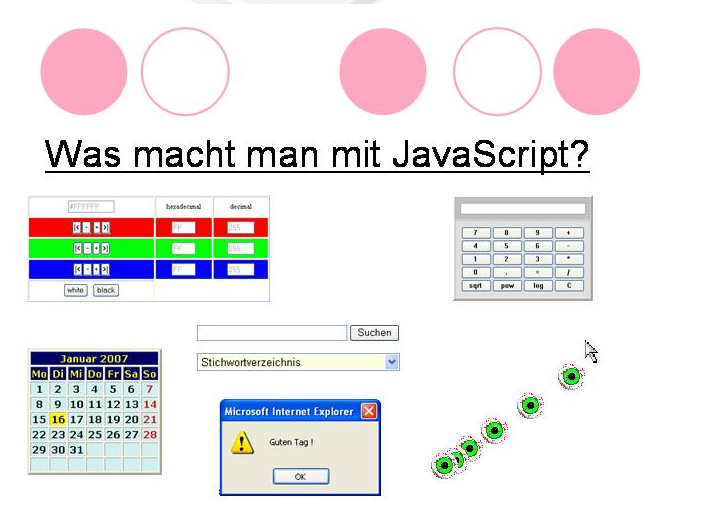 Was macht man mit JavaScript?
#FFFFFF hexadecimal decimal
|< - + >| FF 255
|< - + >| FF 255
|< - + >| FF 255
white black
7 8 9 +
4 5 6 -
1 2 3 *
0 . = /
sqrt pow log C
Suchen
Stichwortverzeichnis
Januar 2007
Mo Di Mi Do Fr Sa So
1 2 3 4 5 6 7
8 9 10 11 12 13 14
15 16 17 18 19 20 21
22 23 24 25 26 27 28
29 30 31
Microsoft Internet Explorer
Guten Tag !
OK